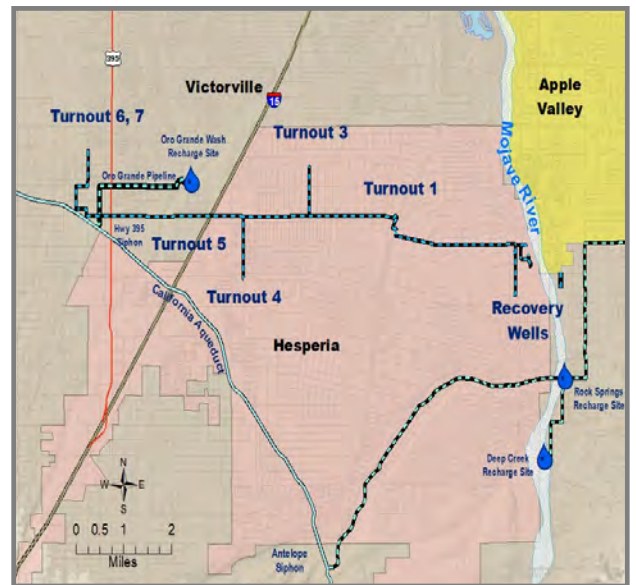 395
Victorville
15
Apple
Valley
Turnout 6, 7
Turnout 3
Oro Grande Wash
Recharge Site
Mojave River
Oro Grande Pipeline
Turnout 1
Hwy 395
Siphon
Turnout 5
Turnout 4
California Aqueduct
Recovery
Wells
Hesperia
Rock Springs
Recharge Site
Deep Creek
Recharge Site
N
W
E
S
0 0.5 1 2
Miles
Antelope
Siphon